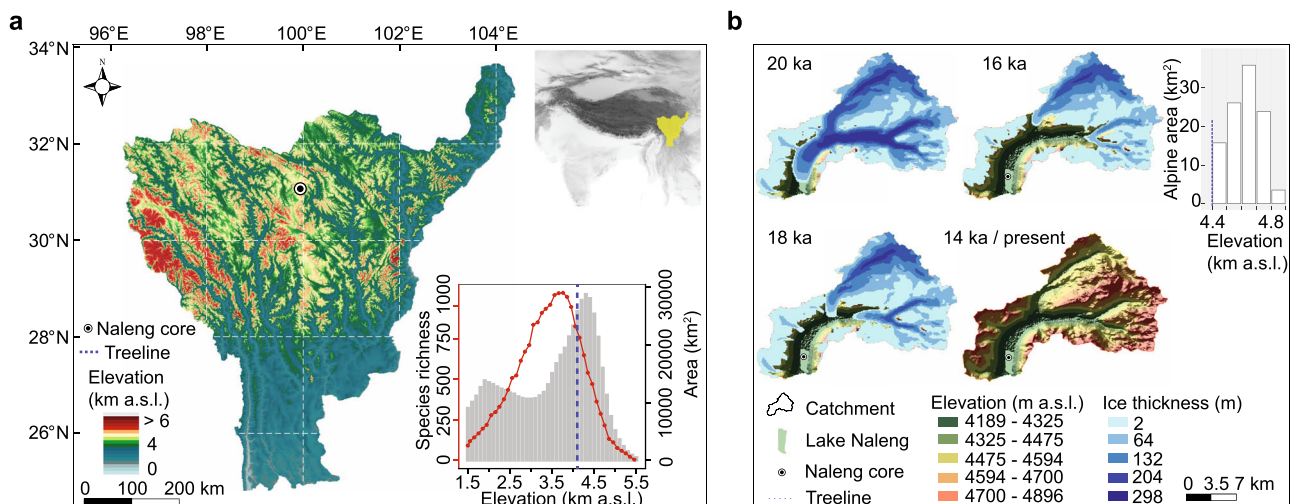 a
96°E 98°E 100°E 102°E 104°E
34°N
32°N
30°N
28°N
26°N
N
Naleng core
Treeline
Elevation
(km a.s.l.)
> 6
4
0
0 100 200 km
Species richness
0 250 500 750 1000
Area (km²)
0 10000 20000 30000
1.5 2.5 3.5 4.5 5.5
Elevation (km a.s.l.)
b
20 ka
16 ka
18 ka
14 ka / present
Alpine area (km²)
30
20
10
0
4.4 4.8
Elevation
(km a.s.l.)
Catchment
Lake Naleng
Naleng core
Treeline
Elevation (m a.s.l.)
4189 - 4325
4325 - 4475
4475 - 4594
4594 - 4700
4700 - 4896
Ice thickness (m)
2
64
132
204
298
0 3.5 7 km